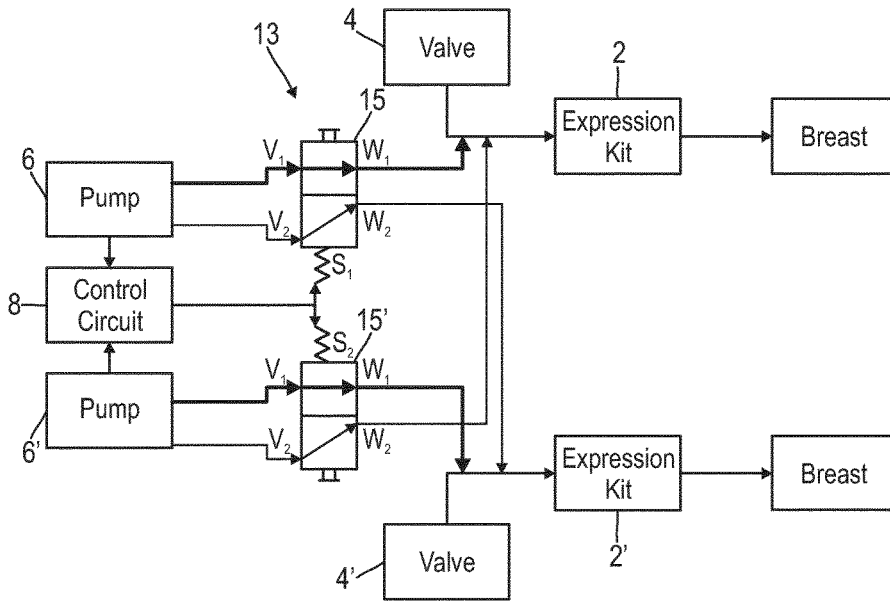 4
Valve
13
2
15
Expression
Kit
Breast
6
Pump
V₁
W₁
V₂
W₂
S₁
8
Control
Circuit
15'
S₂
V₁
W₁
6'
Pump
V₂
W₂
Expression
Kit
Breast
2'
4'
Valve